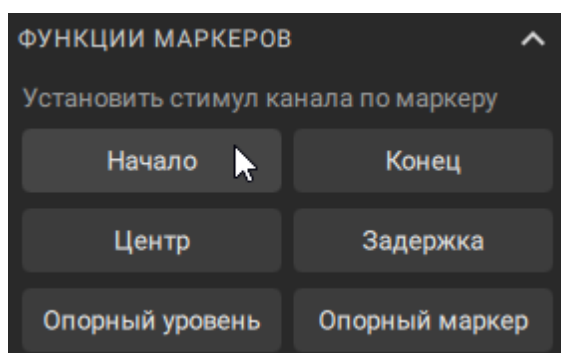 ФУНКЦИИ МАРКЕРОВ
Установить стимул канала по маркеру
Начало Конец
Центр Задержка
Опорный уровень Опорный маркер